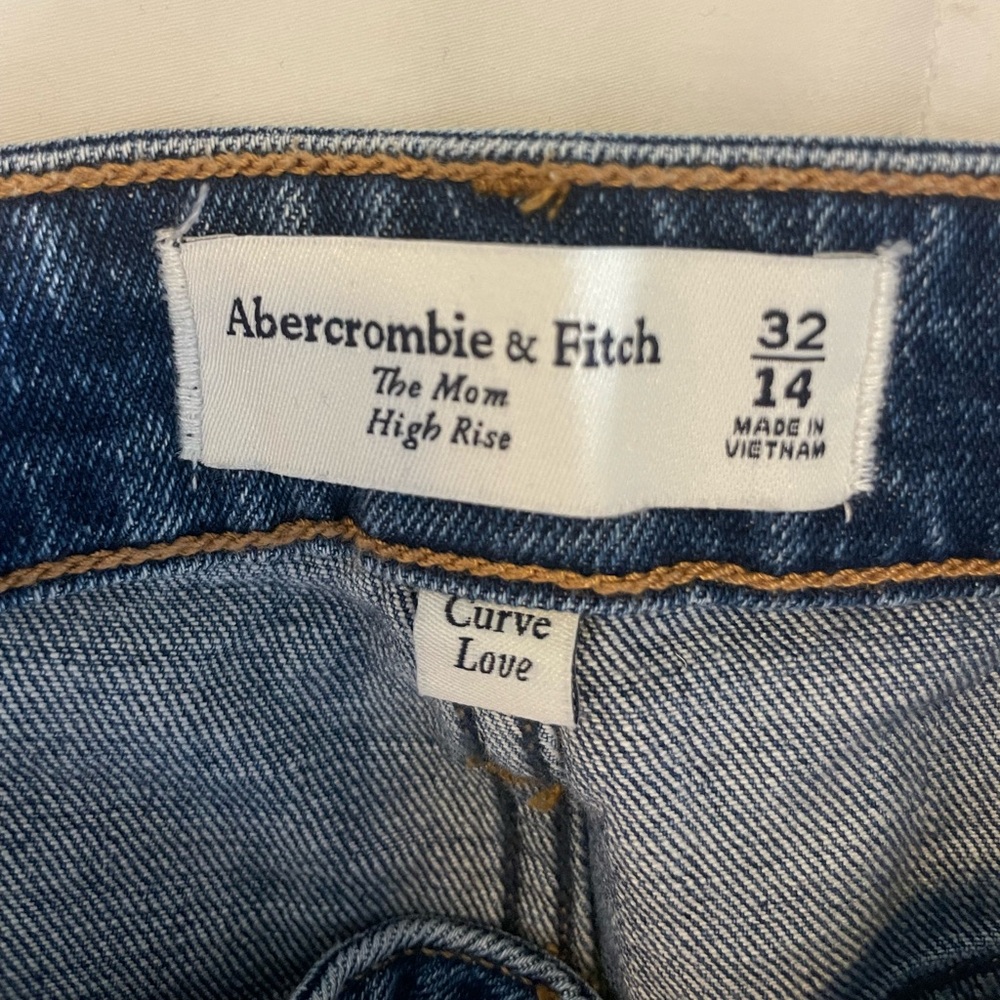 Abercrombie & Fitch
The Mom
High Rise
32
14
MADE IN
VIETNAM
Curve
Love